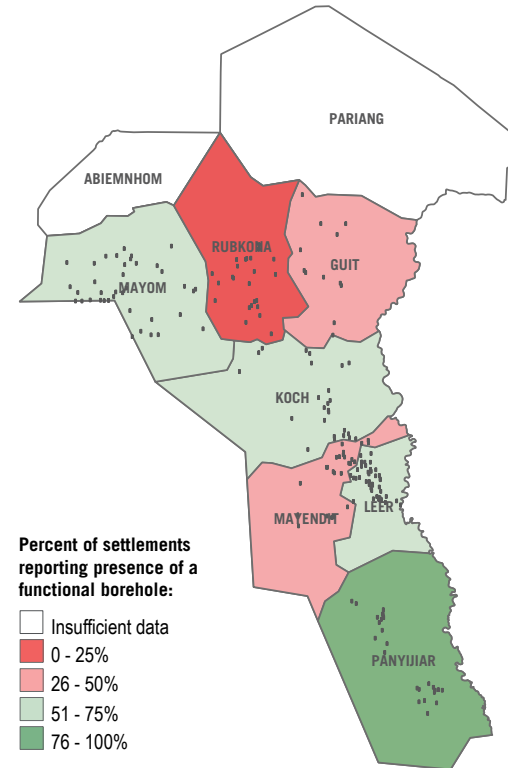 PARIANG
ABIEMNHOM
RUBKONA
GUIT
MAYOM
KOCH
LEER
MAYENDIT
Percent of settlements
reporting presence of a
functional borehole:
Insufficient data
0 - 25%
26 - 50%
51 - 75%
76 - 100%
PANYIJIAR